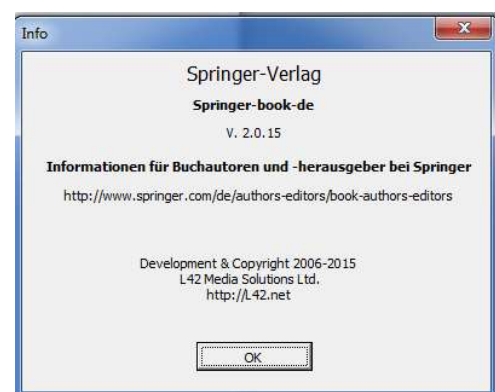 Info
Springer-Verlag
Springer-book-de
V. 2.0.15
Informationen für Buchautoren und -herausgeber bei Springer
http://www.springer.com/de/authors-editors/book-authors-editors
Development & Copyright 2006-2015
L42 Media Solutions Ltd.
http://L42.net
OK